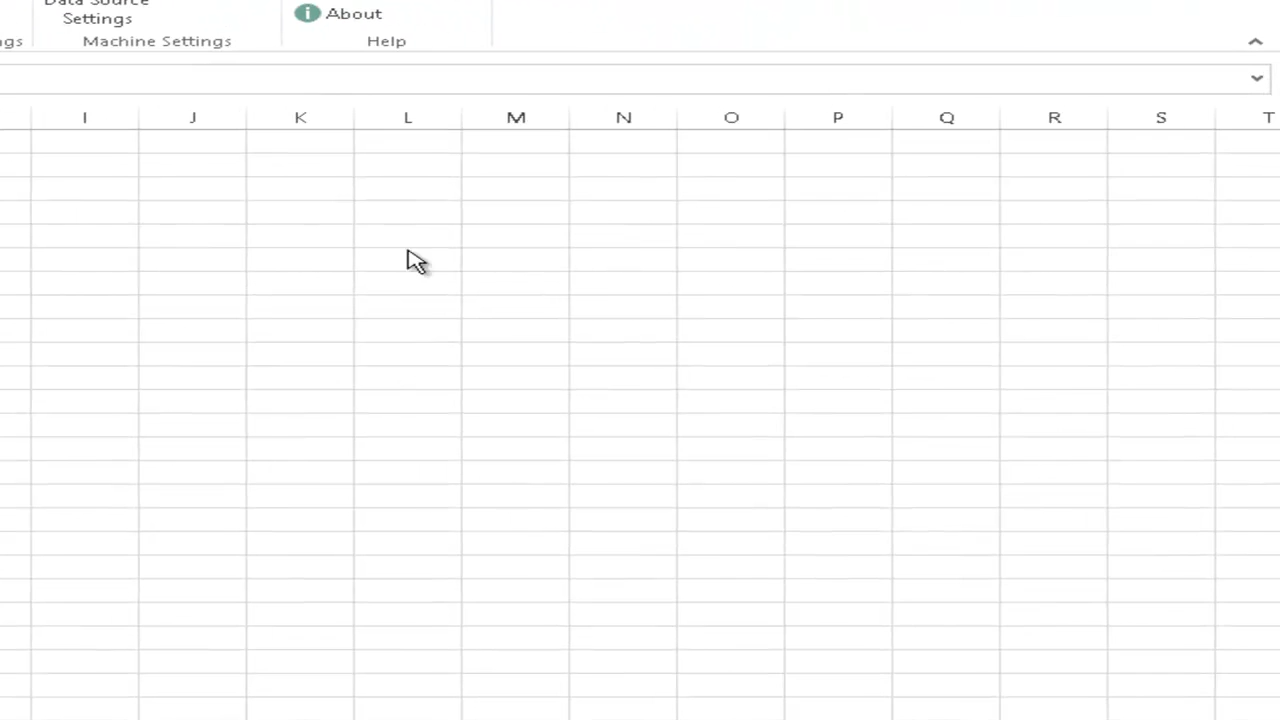 Data Source
Settings
About
gs
Machine Settings
Help
I J K L M N O P Q R S T